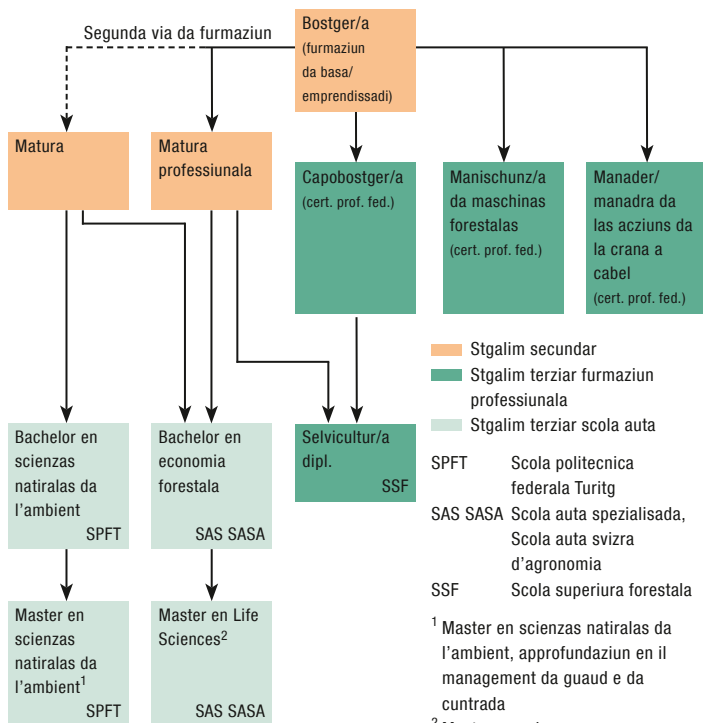 Segunda via da furmaziun
Bostger/a
(furmaziun
da basa/
emprendissadi)
Matura
Matura
professiunala
Capobostger/a
(cert. prof. fed.)
Manischunz/a
da maschinas
forestalas
(cert. prof. fed.)
Manader/
manadra da
las acziuns da
la crana a
cabel
(cert. prof. fed.)
Stgalim secundar
Stgalim terziar furmaziun
professiunala
Stgalim terziar scola auta
Bachelor en
scienzas
natiralas da
l'ambient
SPFT
Bachelor en
economia
forestala
SAS SASA
Selvicultur/a
dipl.
SSF
SPFT Scola politecnica
federala Turitg
SAS SASA Scola auta spezialisada,
Scola auta svizra
d'agronomia
SSF Scola superiura forestala
Master en
scienzas
natiralas da
l'ambient1
SPFT
Master en Life
Sciences2
SAS SASA
1 Master en scienzas natiralas da
l'ambient, approfundaziun en il
management da guaud e da
cuntrada
2